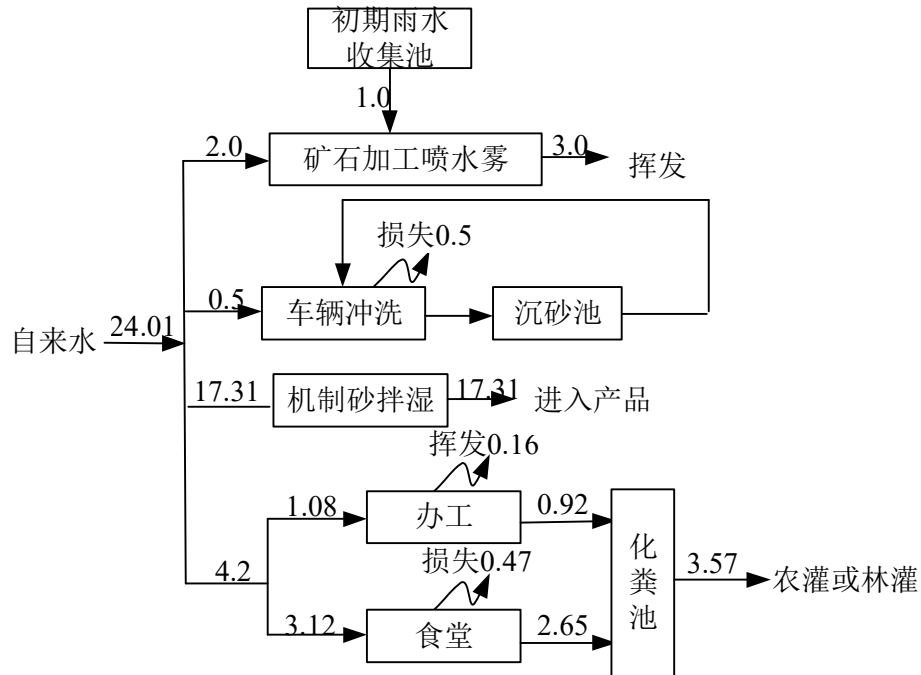 初期雨水
收集池
1.0
2.0
矿石加工喷水雾
3.0
挥发
损失0.5
0.5
车辆冲洗
沉砂池
自来水
24.01
17.31
机制砂拌湿
17.31
进入产品
挥发0.16
1.08
办工
0.92
4.2
损失0.47
3.12
食堂
2.65
化粪池
3.57
农灌或林灌